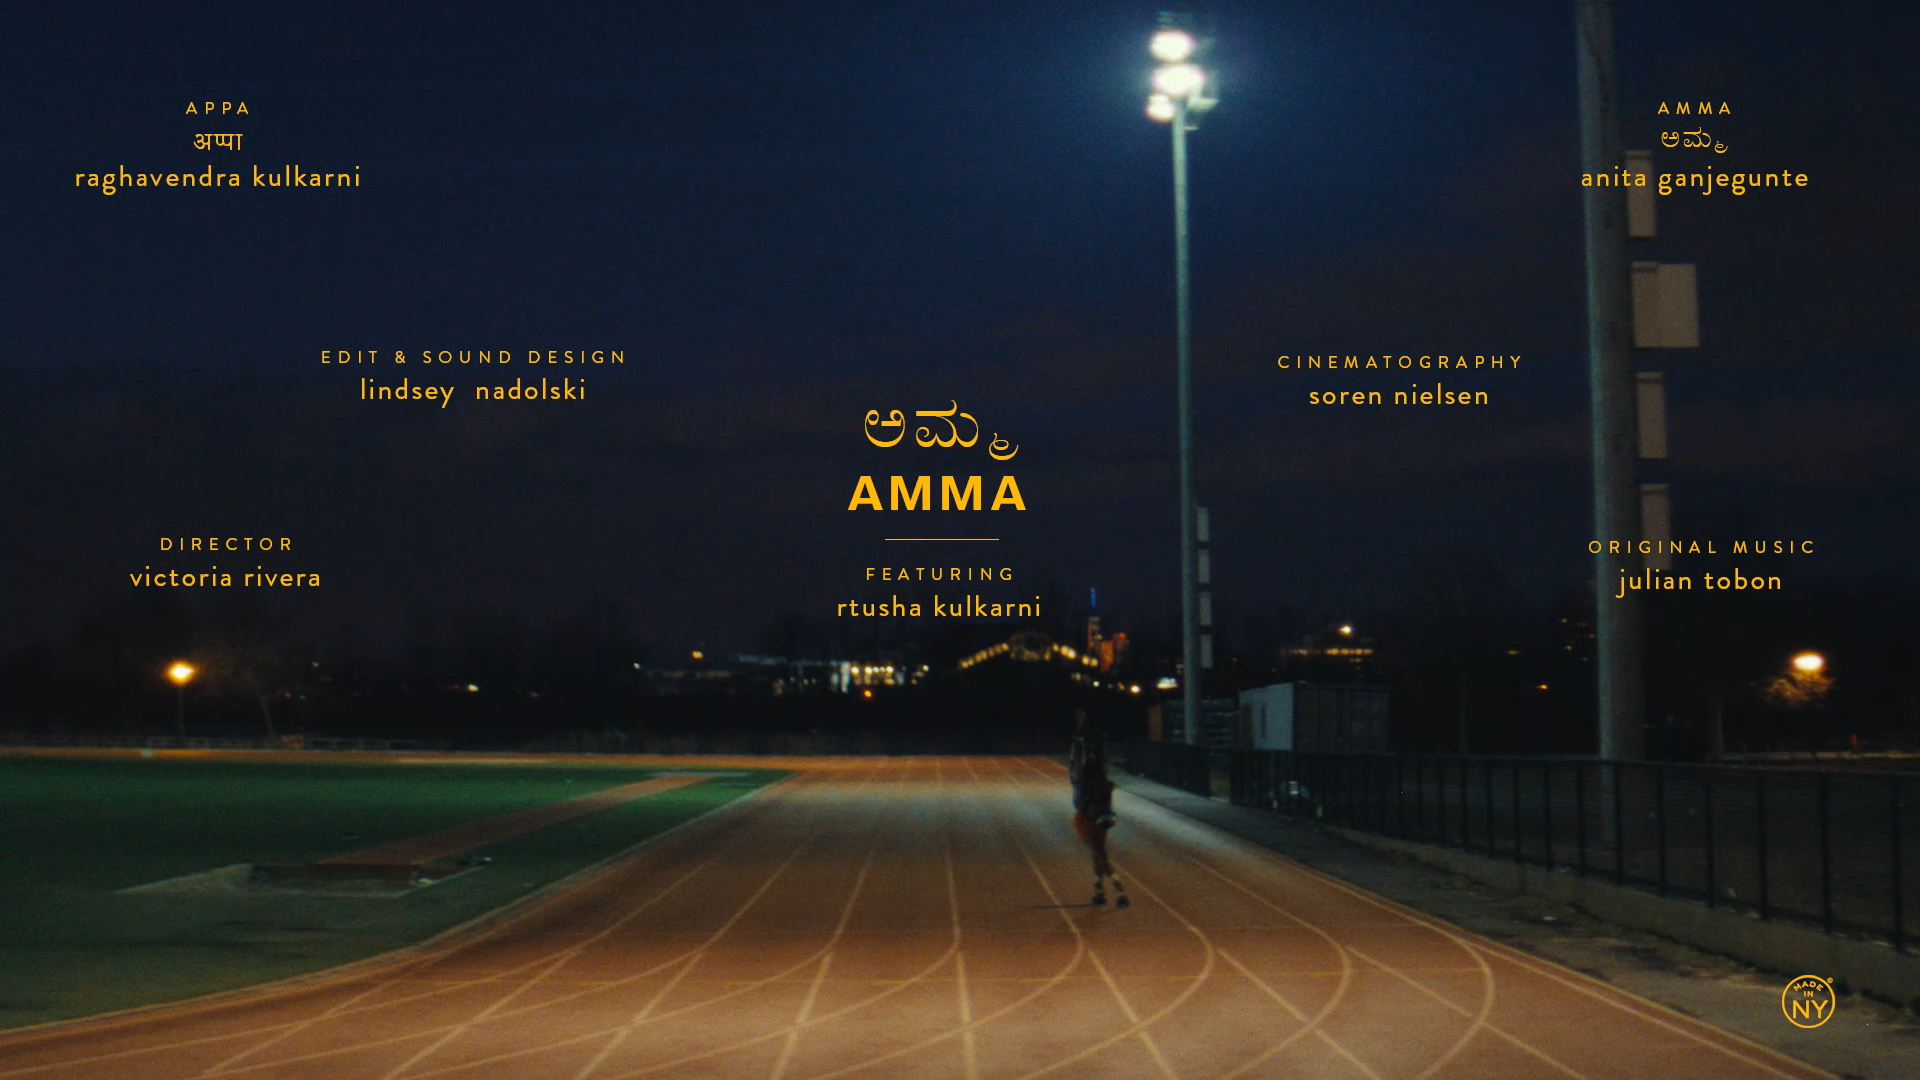 APPA
अप्पा
raghavendra kulkarni
AMMA
ಅಮ್ಮ
anita ganjegunte
EDIT & SOUND DESIGN
lindsey nadolski
CINEMATOGRAPHY
soren nielsen
ಅಮ್ಮ
AMMA
FEATURING
rtusha kulkarni
DIRECTOR
victoria rivera
ORIGINAL MUSIC
julian tobon
MADE
IN
NY